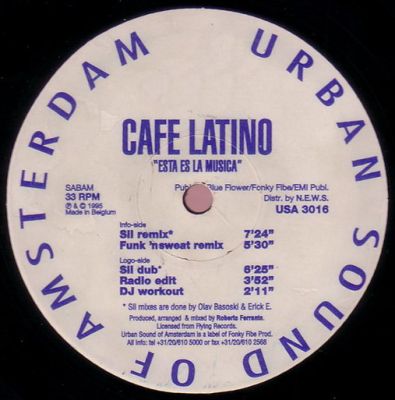 URBAN SOUND OF AMSTERDAM
CAFE LATINO
"ESTA ES LA MUSICA"
SABAM
33 RPM
℗ & © 1995
Made in Belgium
Publ. Blue Flower/Fonky Fibe/EMI Publ.
Distr. by N.E.W.S.
USA 3016
Info-side
Sil remix* 7'24"
Funk 'nsweat remix 5'30"
Logo-side
Sil dub* 6'25"
Radio edit 3'52"
DJ workout 2'11"
* Sil mixes are done by Olav Basoski & Erick E.
Produced, arranged & mixed by Roberto Ferrante.
Licensed from Flying Records.
Urban Sound of Amsterdam is a label of Fonky Fibe Prod.
All info: tel +31/20/610 5000 or fax +31/20/610 2568